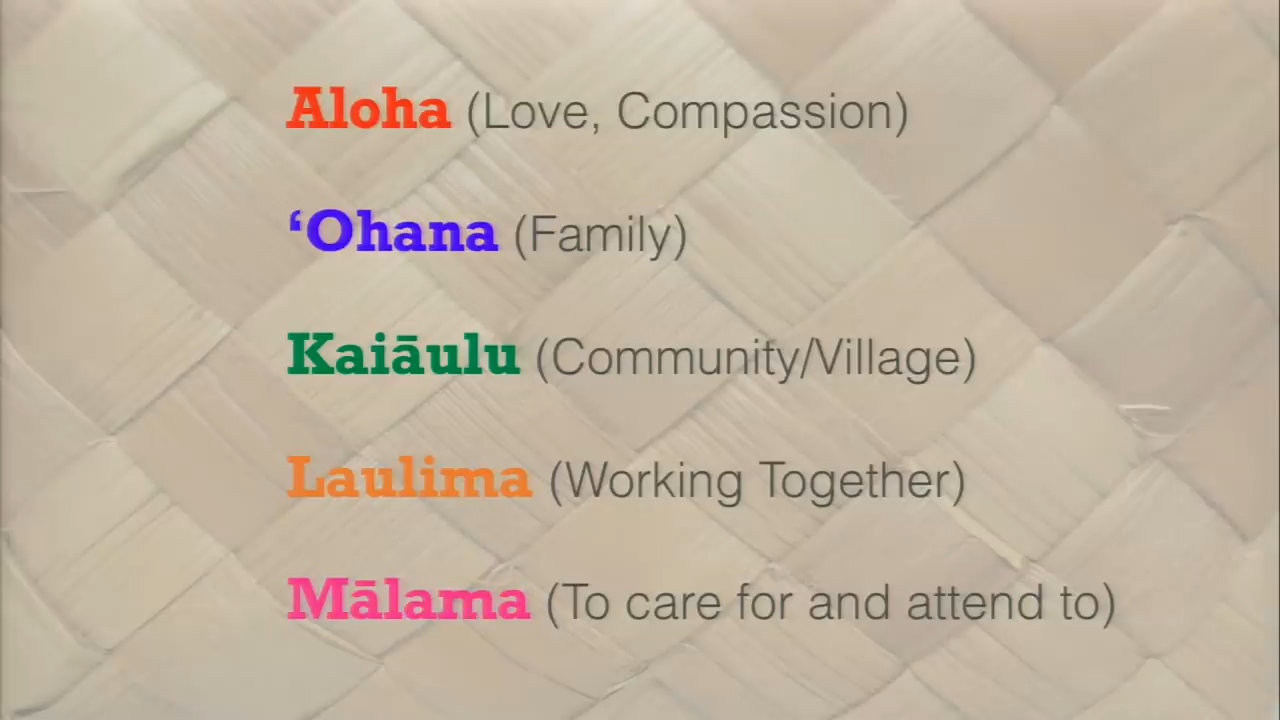 Aloha (Love, Compassion)
‘Ohana (Family)
Kaiāulu (Community/Village)
Laulima (Working Together)
Mālama (To care for and attend to)